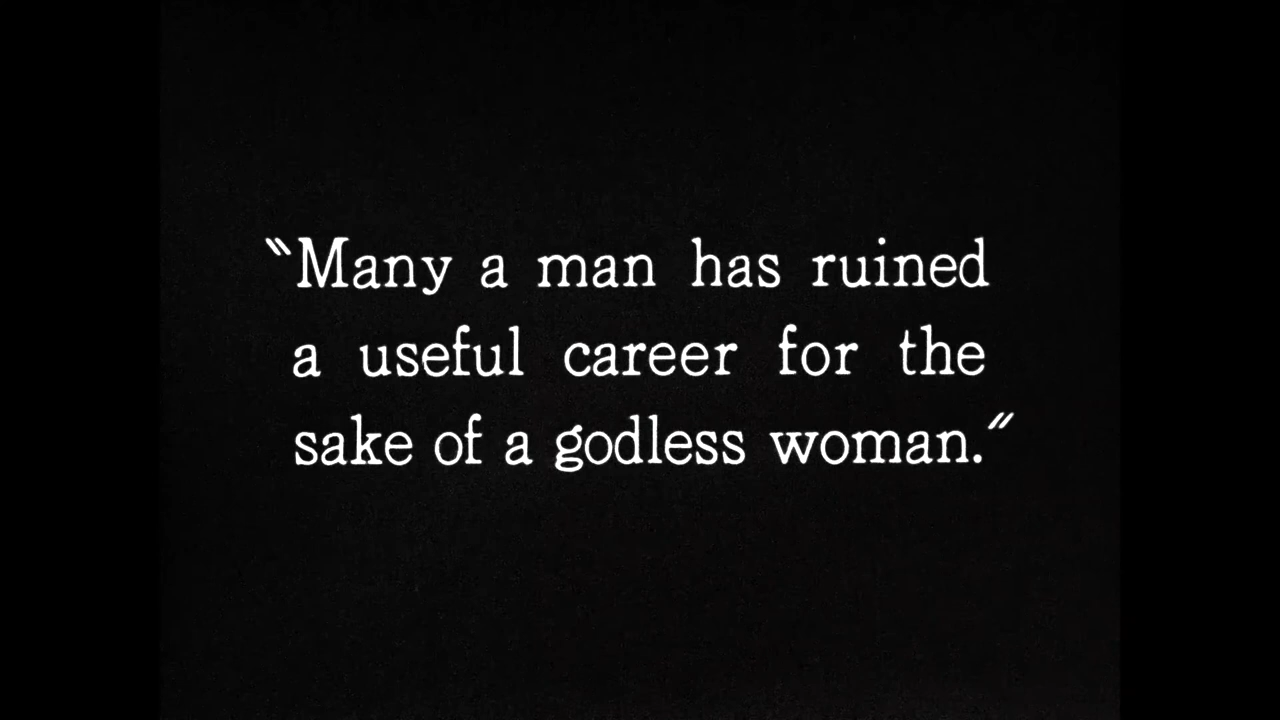 "Many a man has ruined
a useful career for the
sake of a godless woman."